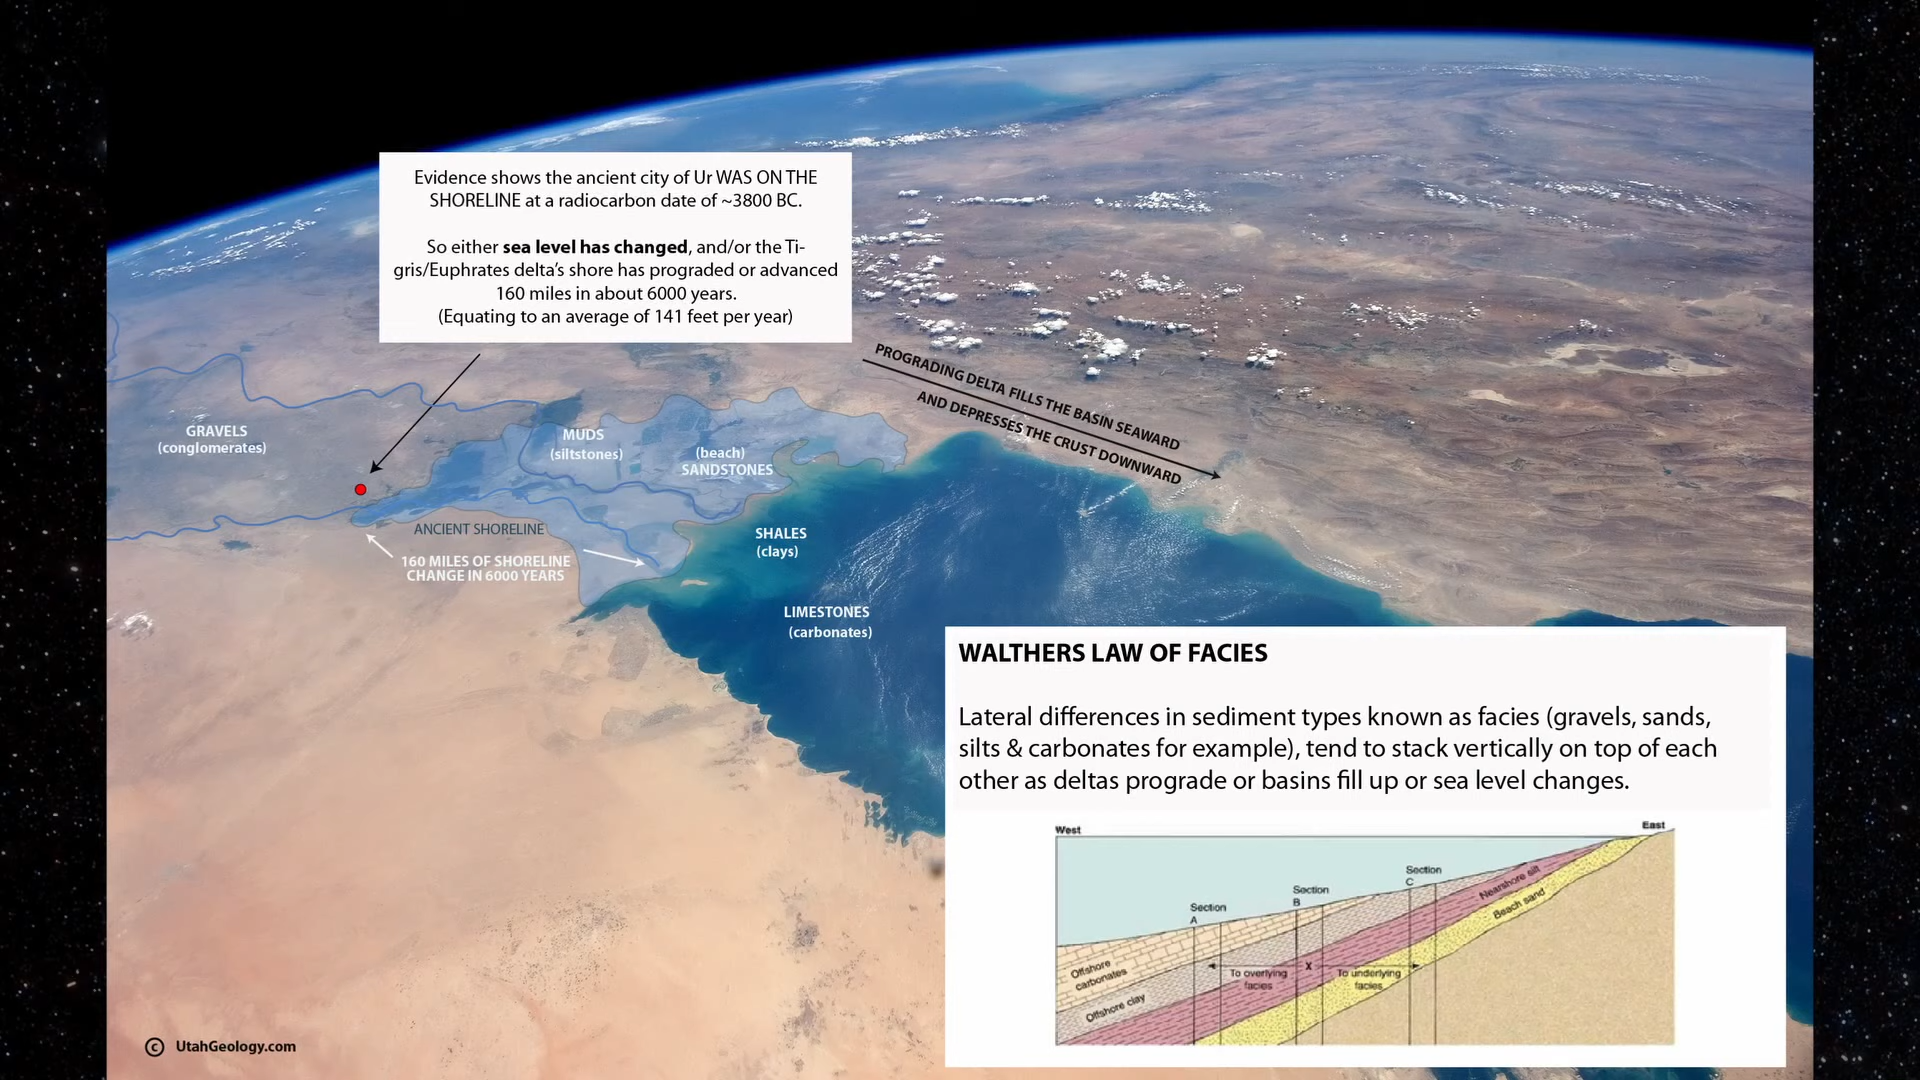 Evidence shows the ancient city of Ur WAS ON THE
SHORELINE at a radiocarbon date of ~3800 BC.
So either sea level has changed, and/or the Ti-
gris/Euphrates delta's shore has prograded or advanced
160 miles in about 6000 years.
(Equating to an average of 141 feet per year)
PROGRADING DELTA FILLS THE BASIN SEAWARD
AND DEPRESSES THE CRUST DOWNWARD
GRAVELS
(conglomerates)
MUDS
(siltstones)
(beach)
SANDSTONES
ANCIENT SHORELINE
160 MILES OF SHORELINE
CHANGE IN 6000 YEARS
SHALES
(clays)
LIMESTONES
(carbonates)
WALTHERS LAW OF FACIES
Lateral differences in sediment types known as facies (gravels, sands,
silts & carbonates for example), tend to stack vertically on top of each
other as deltas prograde or basins fill up or sea level changes.
West
East
Section
A
Section
B
Section
C
Nearshore silt
Beach sand
Offshore
carbonates
Offshore clay
To overlying
facies
X
To underlying
facies
© UtahGeology.com